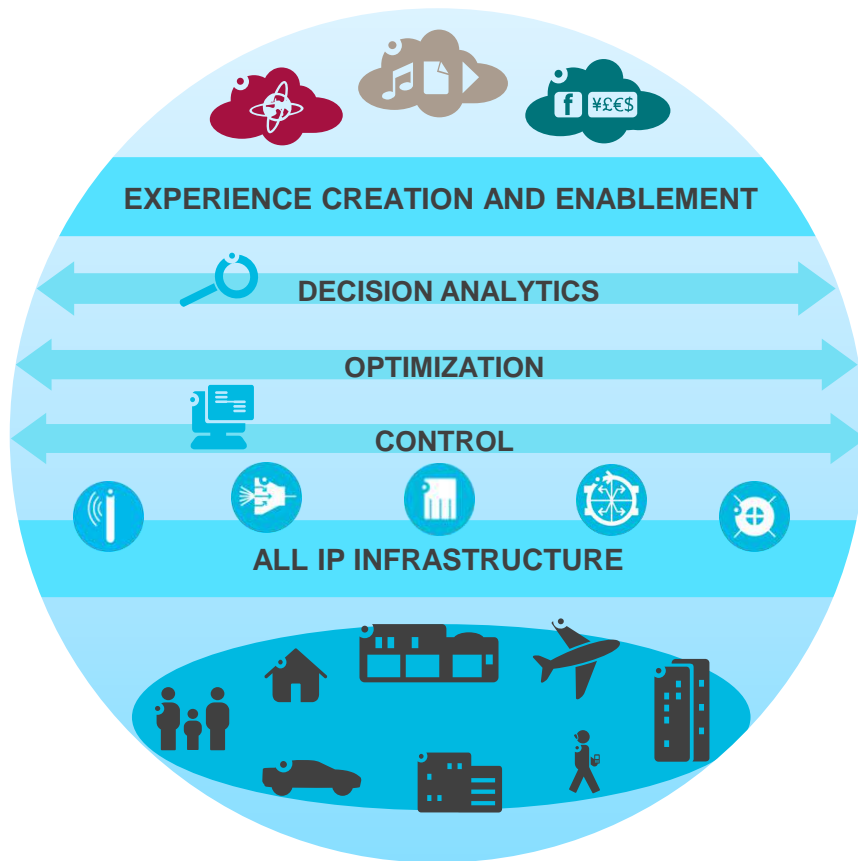 f ¥£€$
EXPERIENCE CREATION AND ENABLEMENT
DECISION ANALYTICS
OPTIMIZATION
CONTROL
ALL IP INFRASTRUCTURE